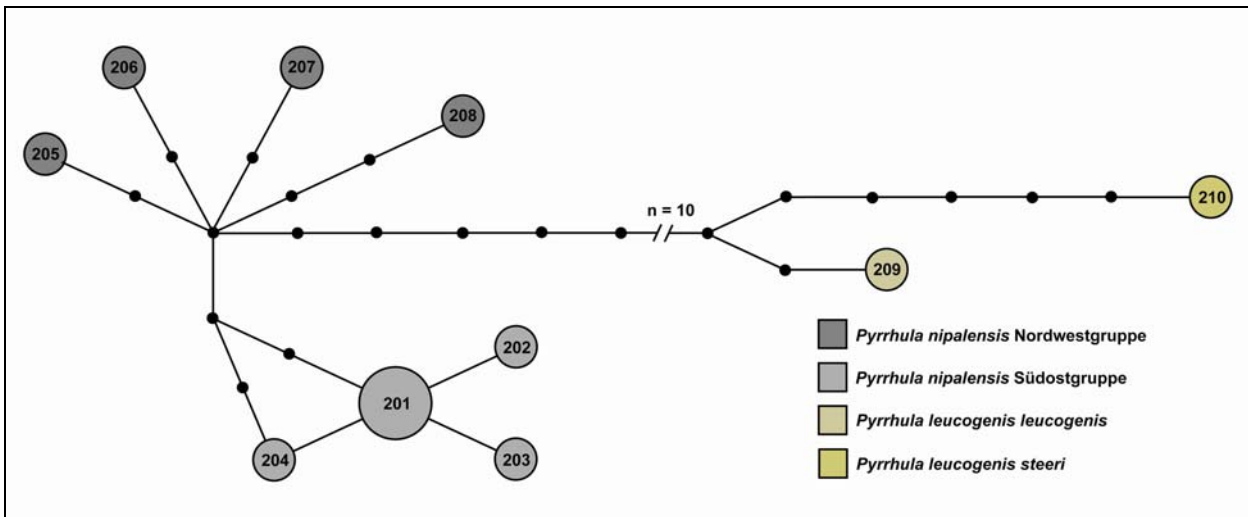 206
207
208
205
n = 10
210
209
202
201
204
203
Pyrrhula nipalensis Nordwestgruppe
Pyrrhula nipalensis Südostgruppe
Pyrrhula leucogenis leucogenis
Pyrrhula leucogenis steeri